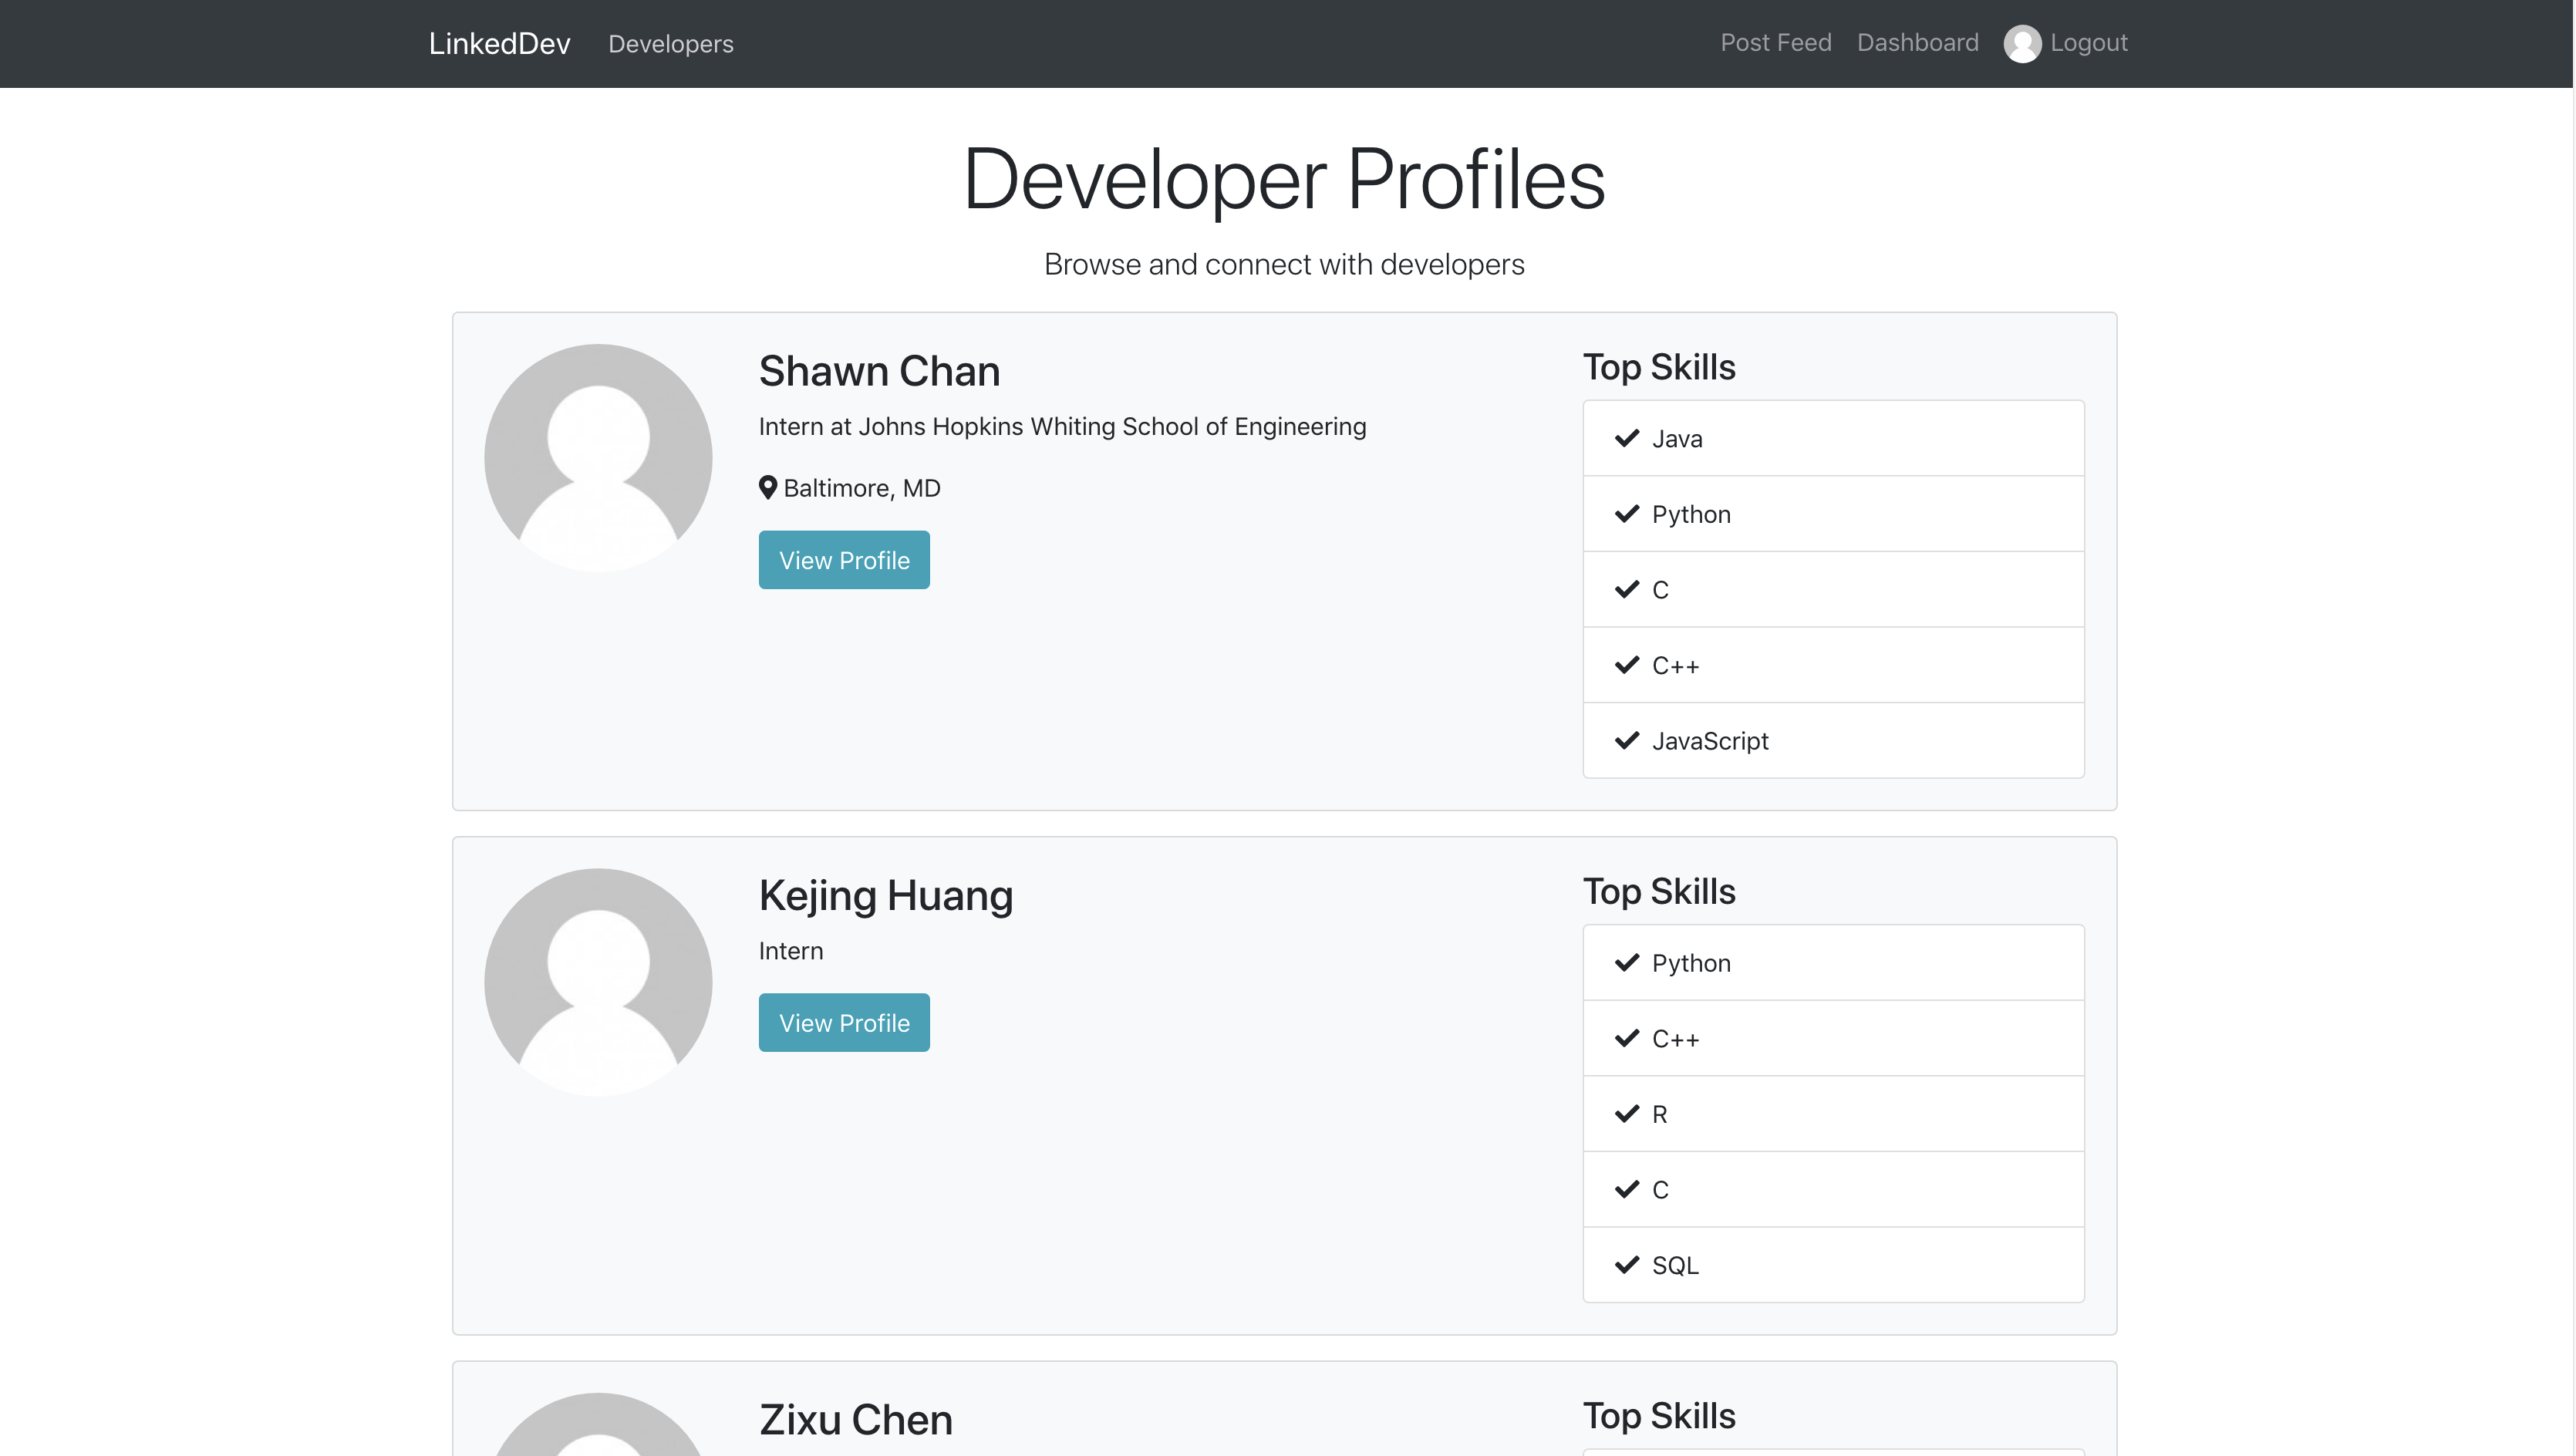 LinkedDev Developers Post Feed Dashboard Logout
Developer Profiles
Browse and connect with developers
Shawn Chan
Intern at Johns Hopkins Whiting School of Engineering
Baltimore, MD
View Profile
Top Skills
Java
Python
C
C++
JavaScript
Kejing Huang
Intern
View Profile
Top Skills
Python
C++
R
C
SQL
Zixu Chen
Top Skills